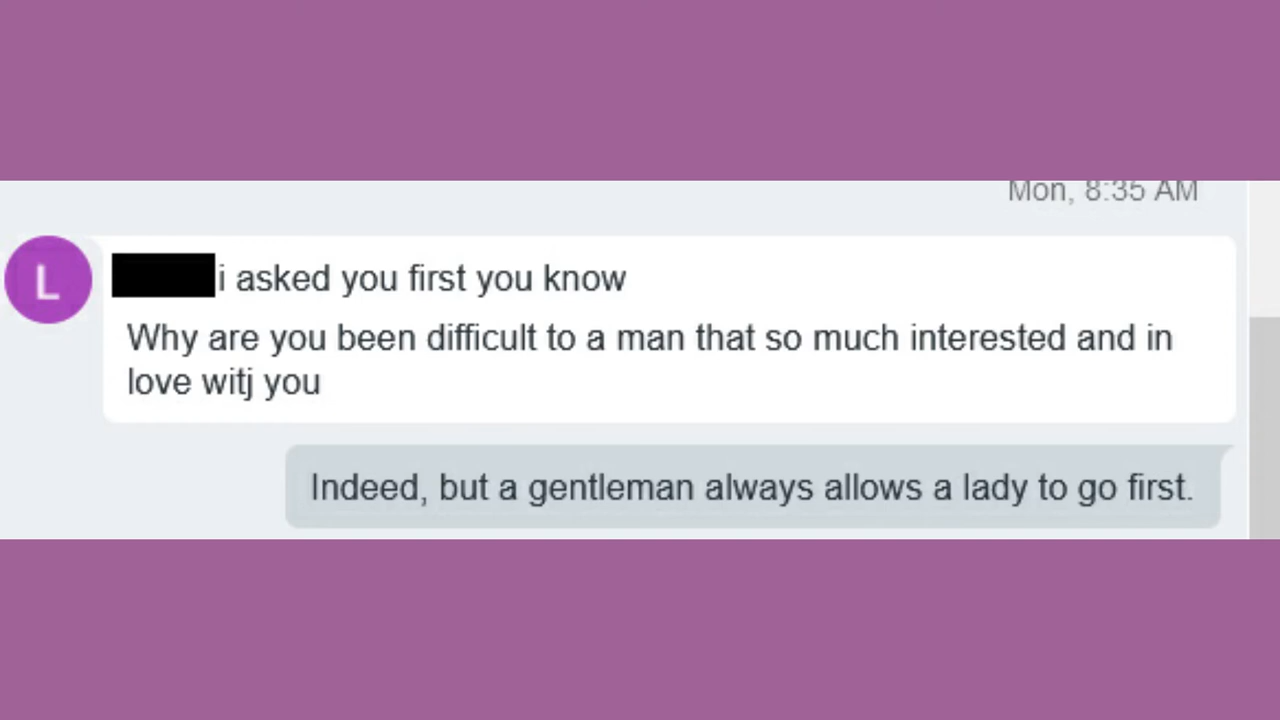 Mon, 8:35 AM
L
i asked you first you know
Why are you been difficult to a man that so much interested and in
love witj you
Indeed, but a gentleman always allows a lady to go first.